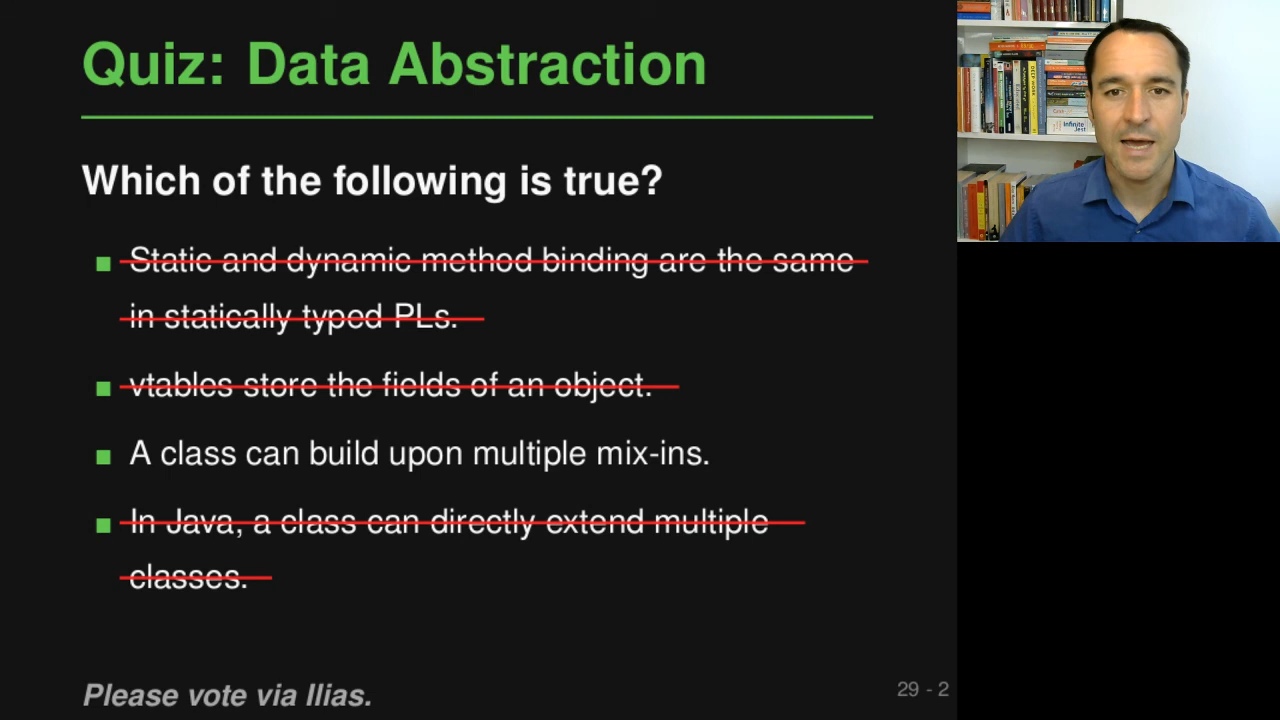 Quiz: Data Abstraction
Which of the following is true?
Static and dynamic method binding are the same
in statically typed PLs.
vtables store the fields of an object.
A class can build upon multiple mix-ins.
In Java, a class can directly extend multiple
classes.
Please vote via Ilias.
29 - 2
Infinite
Jest